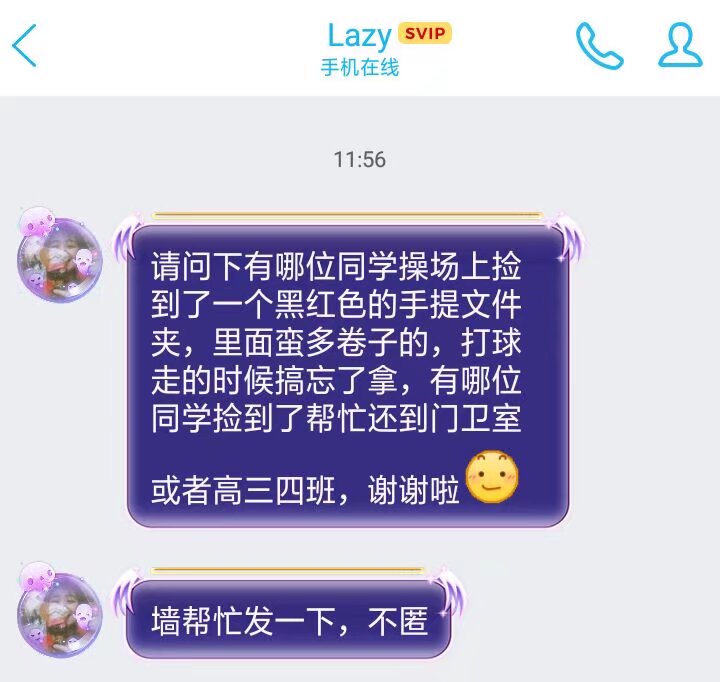 Lazy SVIP
手机在线
11:56
请问下有哪位同学操场上捡
到了一个黑红色的手提文件
夹，里面蛮多卷子的，打球
走的时候搞忘了拿，有哪位
同学捡到了帮忙还到门卫室
或者高三四班，谢谢啦
墙帮忙发一下，不匿